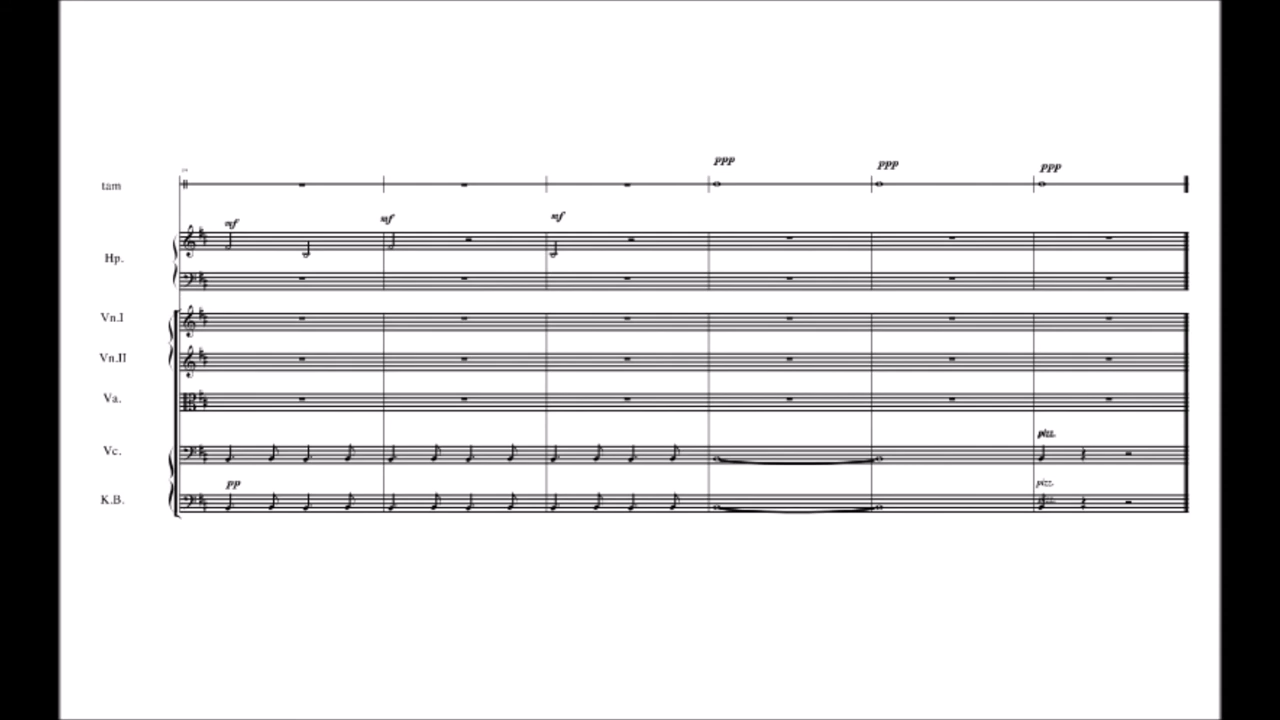 ppp ppp ppp
tam
mf mf mf
Hp.
Vn.I
Vn.II
Va.
pizz.
Vc.
pp pizz.
K.B.